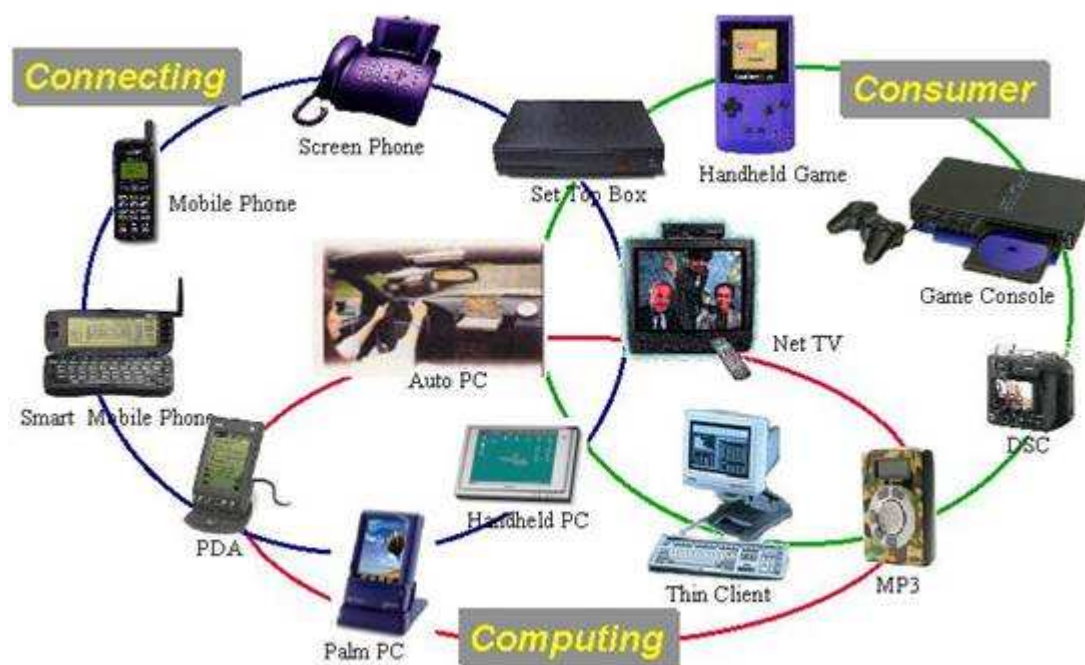 Connecting
Consumer
Screen Phone
Mobile Phone
Set Top Box
Handheld Game
Game Console
Smart Mobile Phone
Auto PC
Net TV
DSC
PDA
Handheld PC
Thin Client
MP3
Palm PC
Computing